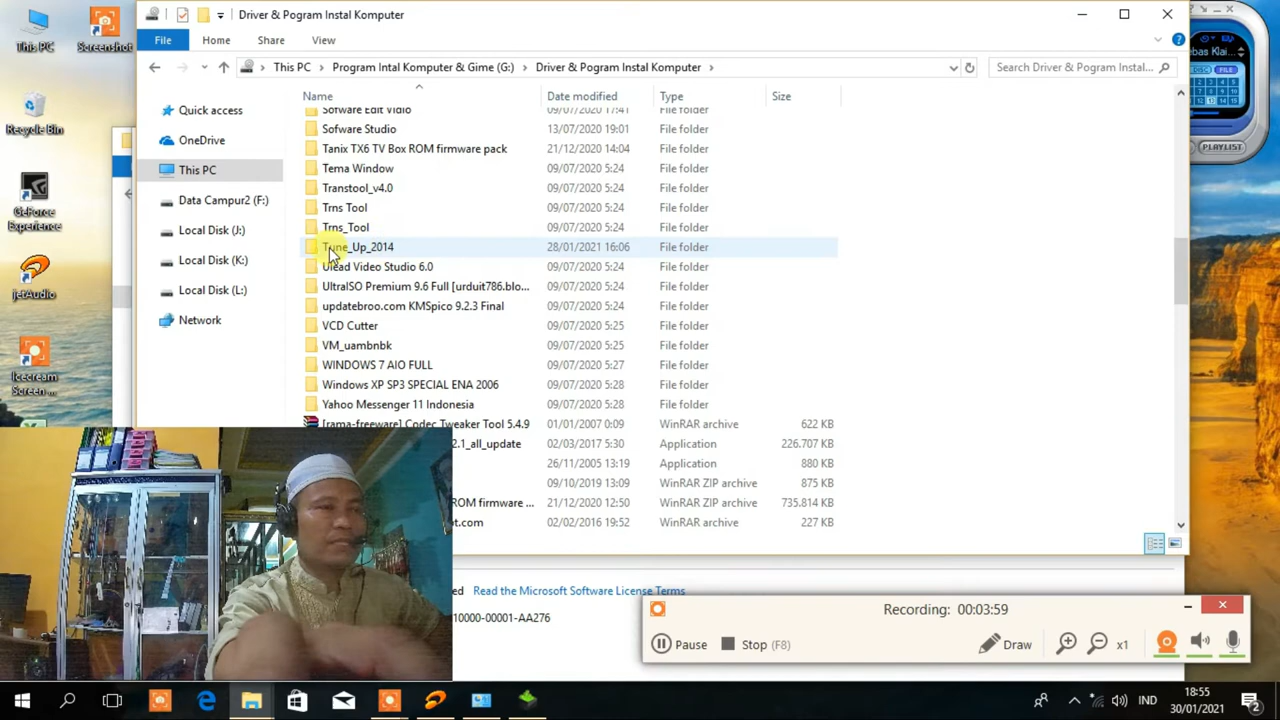 This PC
Screenshot
Recycle Bin
GeForce
Experience
jetAudio
Icecream
Screen ...
Driver & Pogram Instal Komputer
File
Home
Share
View
This PC > Program Intal Komputer & Gime (G:) > Driver & Pogram Instal Komputer >
Search Driver & Pogram Instal...
Name
Date modified
Type
Size
Quick access
OneDrive
This PC
Data Campur2 (F:)
Local Disk (J:)
Local Disk (K:)
Local Disk (L:)
Network
Sofware Edit Vidio 09/07/2020 17:41 File folder
Sofware Studio 13/07/2020 19:01 File folder
Tanix TX6 TV Box ROM firmware pack 21/12/2020 14:04 File folder
Tema Window 09/07/2020 5:24 File folder
Transtool_v4.0 09/07/2020 5:24 File folder
Trns Tool 09/07/2020 5:24 File folder
Trns_Tool 09/07/2020 5:24 File folder
Tune_Up_2014 28/01/2021 16:06 File folder
Ulead Video Studio 6.0 09/07/2020 5:24 File folder
UltraISO Premium 9.6 Full [urduit786.blo... 09/07/2020 5:24 File folder
updatebroo.com KMSpico 9.2.3 Final 09/07/2020 5:24 File folder
VCD Cutter 09/07/2020 5:25 File folder
VM_uambnbk 09/07/2020 5:24 File folder
WINDOWS 7 AIO FULL 09/07/2020 5:27 File folder
Windows XP SP3 SPECIAL ENA 2006 09/07/2020 5:28 File folder
Yahoo Messenger 11 Indonesia 09/07/2020 5:28 File folder
[rama-freeware] Codec Tweaker Tool 5.4.9 01/01/2007 0:09 WinRAR archive 622 KB
2.1_all_update 02/03/2017 5:30 Application 226.707 KB
26/11/2005 13:19 Application 880 KB
09/10/2019 13:09 WinRAR ZIP archive 875 KB
ROM firmware ... 21/12/2020 12:50 WinRAR ZIP archive 735.814 KB
ot.com 02/02/2016 19:52 WinRAR archive 227 KB
Read the Microsoft Software License Terms
10000-00001-AA276
Recording: 00:03:59
Pause
Stop (F8)
Draw
x1
ebas Klai...
FILE
PLAYLIST
IND
18:55
30/01/2021
2